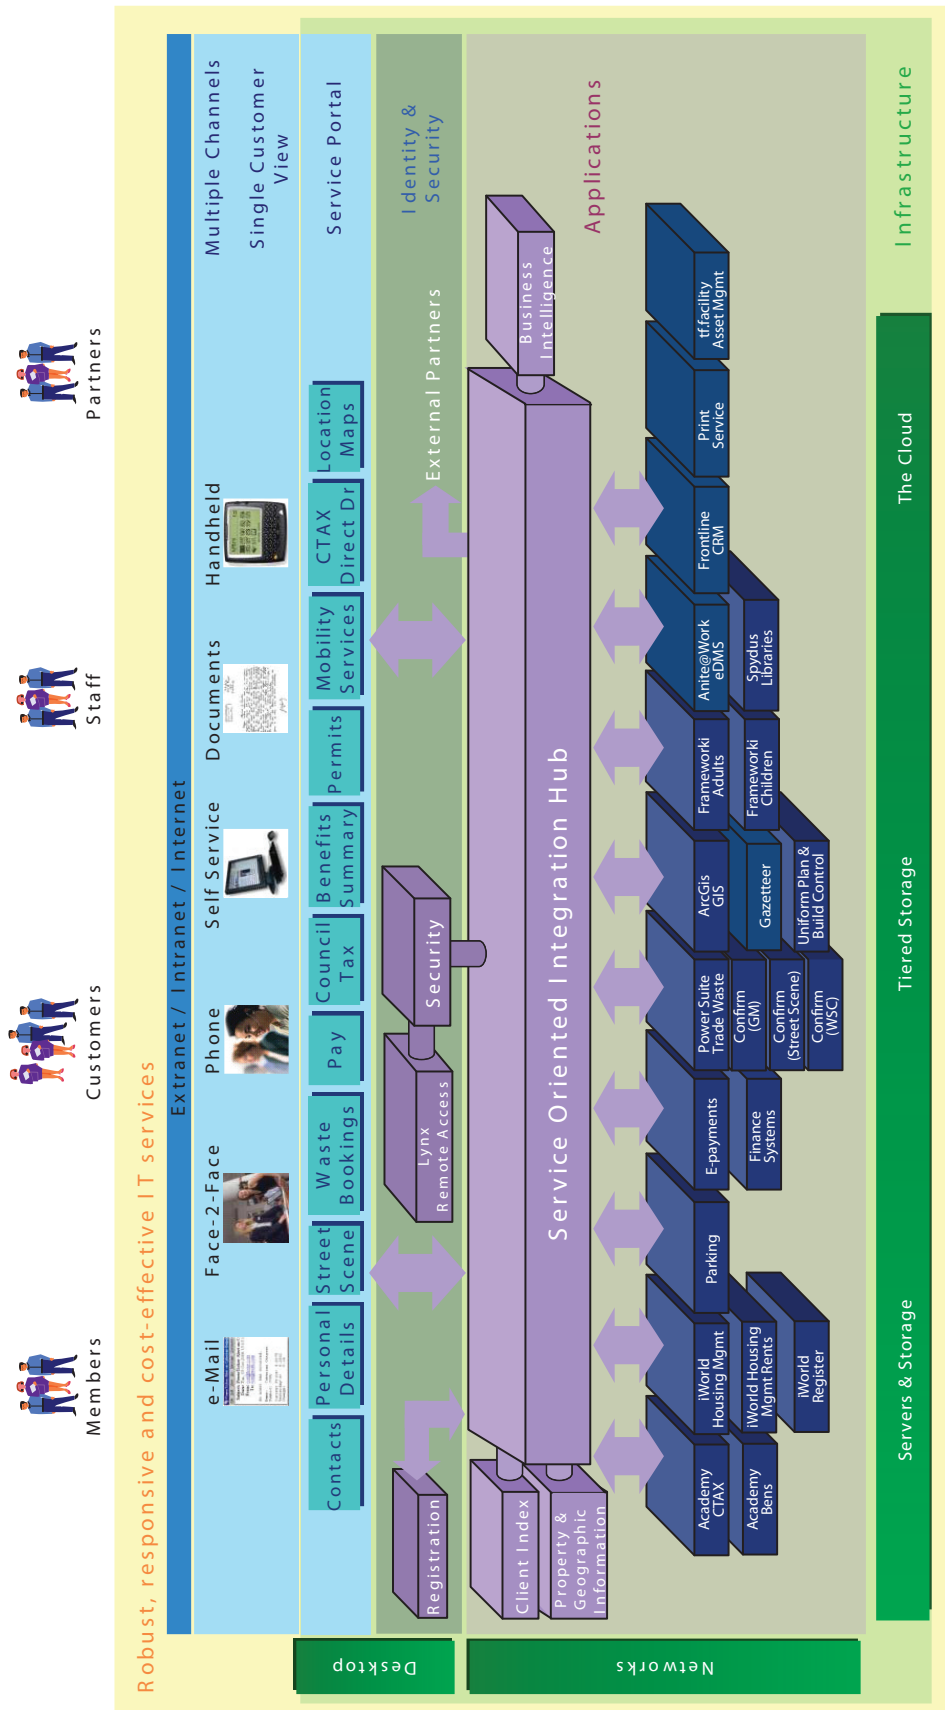 Members
Customers
Staff
Partners
Robust, responsive and cost-effective IT services
Extranet / Intranet / Internet
e-Mail
Face-2-Face
Phone
Self Service
Documents
Handheld
Multiple Channels
Single Customer
View
Contacts
Personal
Details
Street
Scene
Waste
Bookings
Pay
Council
Tax
Benefits
Summary
Permits
Mobility
Services
CTAX
Direct Dr
Location
Maps
Service Portal
Registration
Lynx
Remote Access
Security
External Partners
Identity &
Security
Client Index
Property &
Geographic
Information
Service Oriented Integration Hub
Business
Intelligence
Applications
Academy
CTAX
Academy
Bens
iWorld
Housing Mgmt
iWorld Housing
Mgmt Rents
iWorld
Register
Parking
E-payments
Finance
Systems
Power Suite
Trade Waste
Confirm
(GM)
Confirm
(Street Scene)
Confirm
(WSC)
ArcGis
GIS
Gazetteer
Uniform Plan &
Build Control
Frameworki
Adults
Frameworki
Children
Anite@Work
eDMS
Spydus
Libraries
Frontline
CRM
Print
Service
tf.facility
Asset Mgmt
Servers & Storage
Tiered Storage
The Cloud
Infrastructure
Desktop
Networks